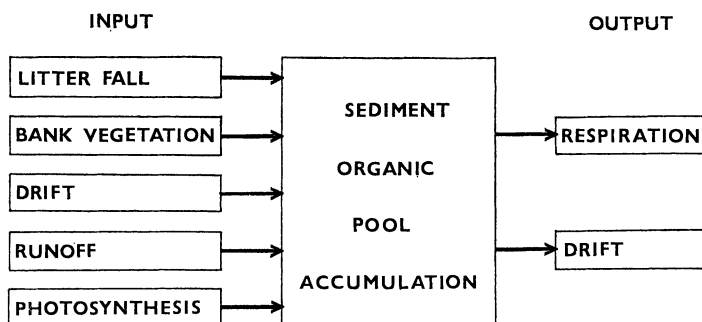 INPUT
OUTPUT
LITTER FALL
BANK VEGETATION
DRIFT
RUNOFF
PHOTOSYNTHESIS
SEDIMENT
ORGANIC
POOL
ACCUMULATION
RESPIRATION
DRIFT